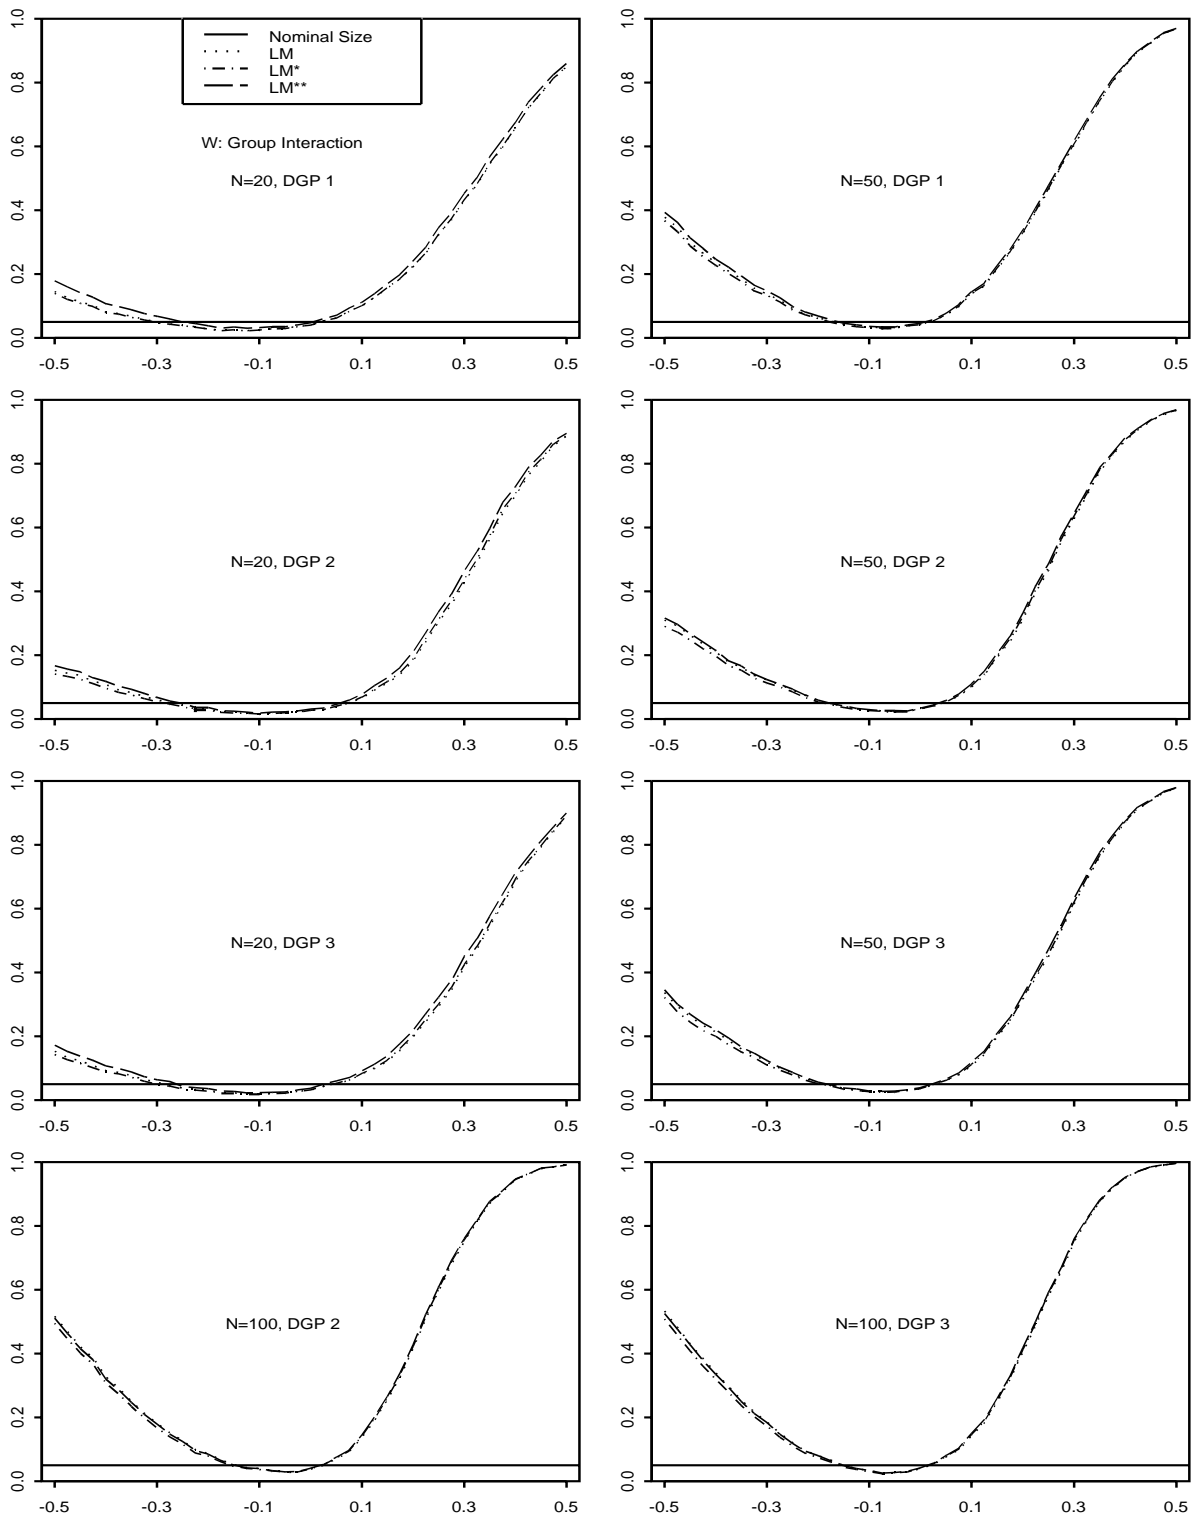 Nominal Size
LM
LM*
LM**
W: Group Interaction
N=20, DGP 1
0.0 0.2 0.4 0.6 0.8 1.0
-0.5 -0.3 -0.1 0.1 0.3 0.5
N=50, DGP 1
0.0 0.2 0.4 0.6 0.8 1.0
-0.5 -0.3 -0.1 0.1 0.3 0.5
N=20, DGP 2
0.0 0.2 0.4 0.6 0.8 1.0
-0.5 -0.3 -0.1 0.1 0.3 0.5
N=50, DGP 2
0.0 0.2 0.4 0.6 0.8 1.0
-0.5 -0.3 -0.1 0.1 0.3 0.5
N=20, DGP 3
0.0 0.2 0.4 0.6 0.8 1.0
-0.5 -0.3 -0.1 0.1 0.3 0.5
N=50, DGP 3
0.0 0.2 0.4 0.6 0.8 1.0
-0.5 -0.3 -0.1 0.1 0.3 0.5
N=100, DGP 2
0.0 0.2 0.4 0.6 0.8 1.0
-0.5 -0.3 -0.1 0.1 0.3 0.5
N=100, DGP 3
0.0 0.2 0.4 0.6 0.8 1.0
-0.5 -0.3 -0.1 0.1 0.3 0.5